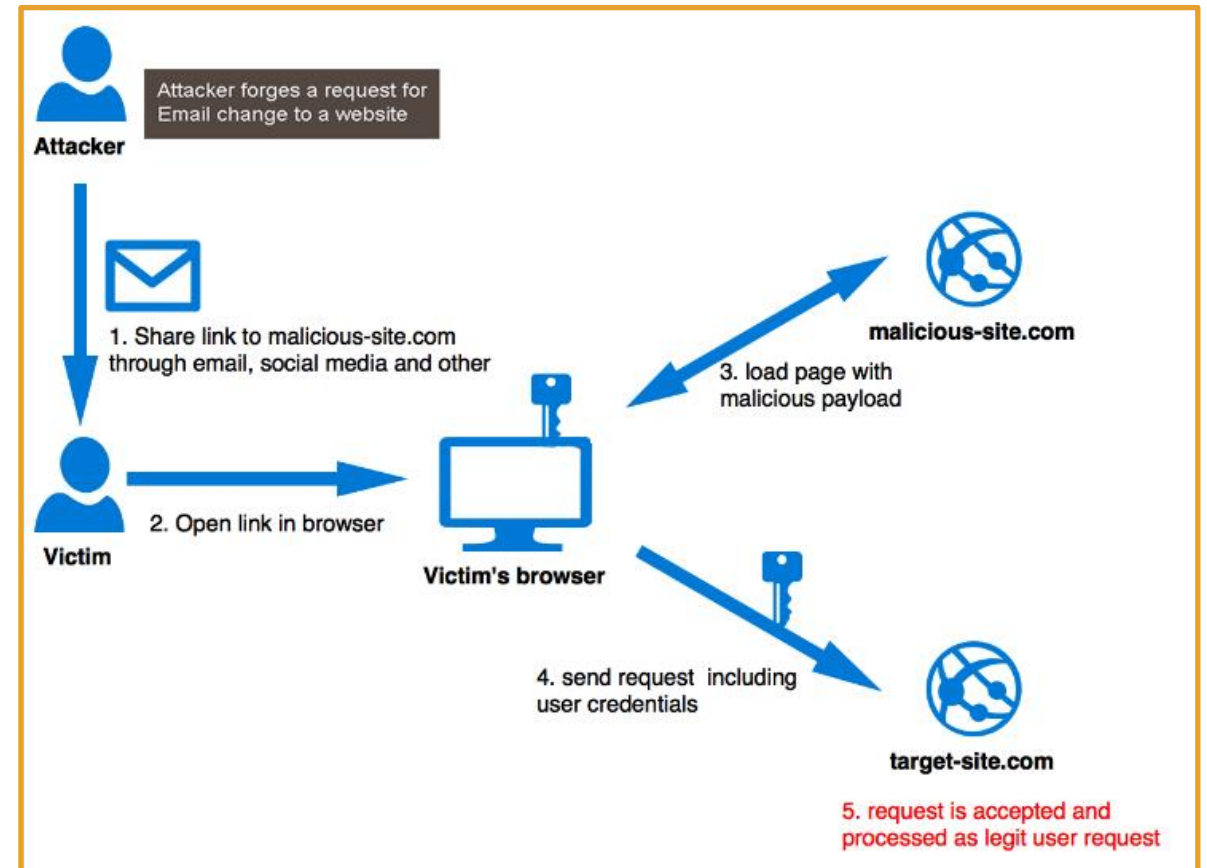 Attacker forges a request for
Email change to a website
Attacker
1. Share link to malicious-site.com
through email, social media and other
malicious-site.com
3. load page with
malicious payload
2. Open link in browser
Victim
Victim's browser
4. send request including
user credentials
target-site.com
5. request is accepted and
processed as legit user request